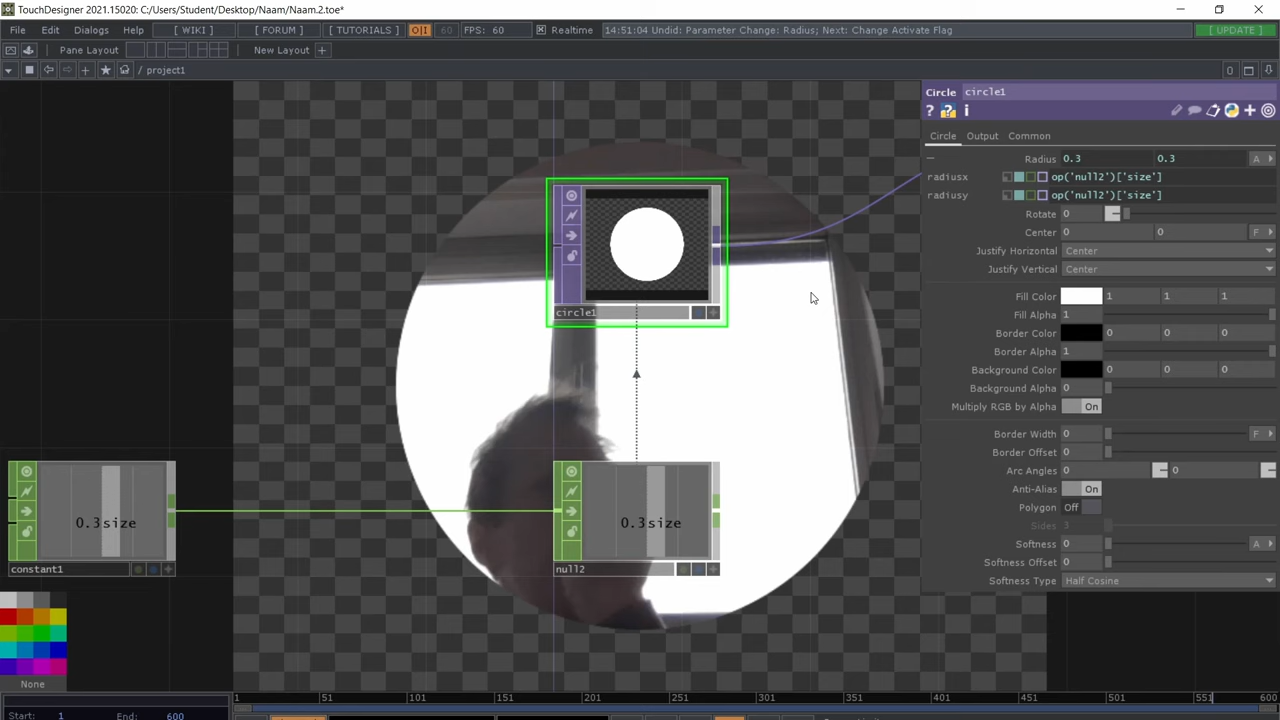 TouchDesigner 2021.15020: C:/Users/Student/Desktop/Naam/Naam.2.toe*
File Edit Dialogs Help [ WIKI ] [ FORUM ] [ TUTORIALS ] O|I 60 FPS: 60 Realtime 14:51:04 Undid: Parameter Change: Radius; Next: Change Activate Flag [ UPDATE ]
Pane Layout New Layout +
/ project1 0
Circle circle1
? ? i
Circle Output Common
Radius 0.3 0.3 A
radiusx op('null2')['size']
radiusy op('null2')['size']
Rotate 0
Center 0 0 F
Justify Horizontal Center
Justify Vertical Center
Fill Color 1 1 1
Fill Alpha 1
Border Color 0 0 0
Border Alpha 1
Background Color 0 0 0
Background Alpha 0
Multiply RGB by Alpha On
Border Width 0 F
Border Offset 0
Arc Angles 0 0
Anti-Alias On
Polygon Off
Sides 3
Softness 0 A
Softness Offset 0
Softness Type Half Cosine
circle1
0.3size
constant1
0.3size
null2
None
1 51 101 151 201 251 301 351 401 451 501 551 600
Start: 1 End: 600